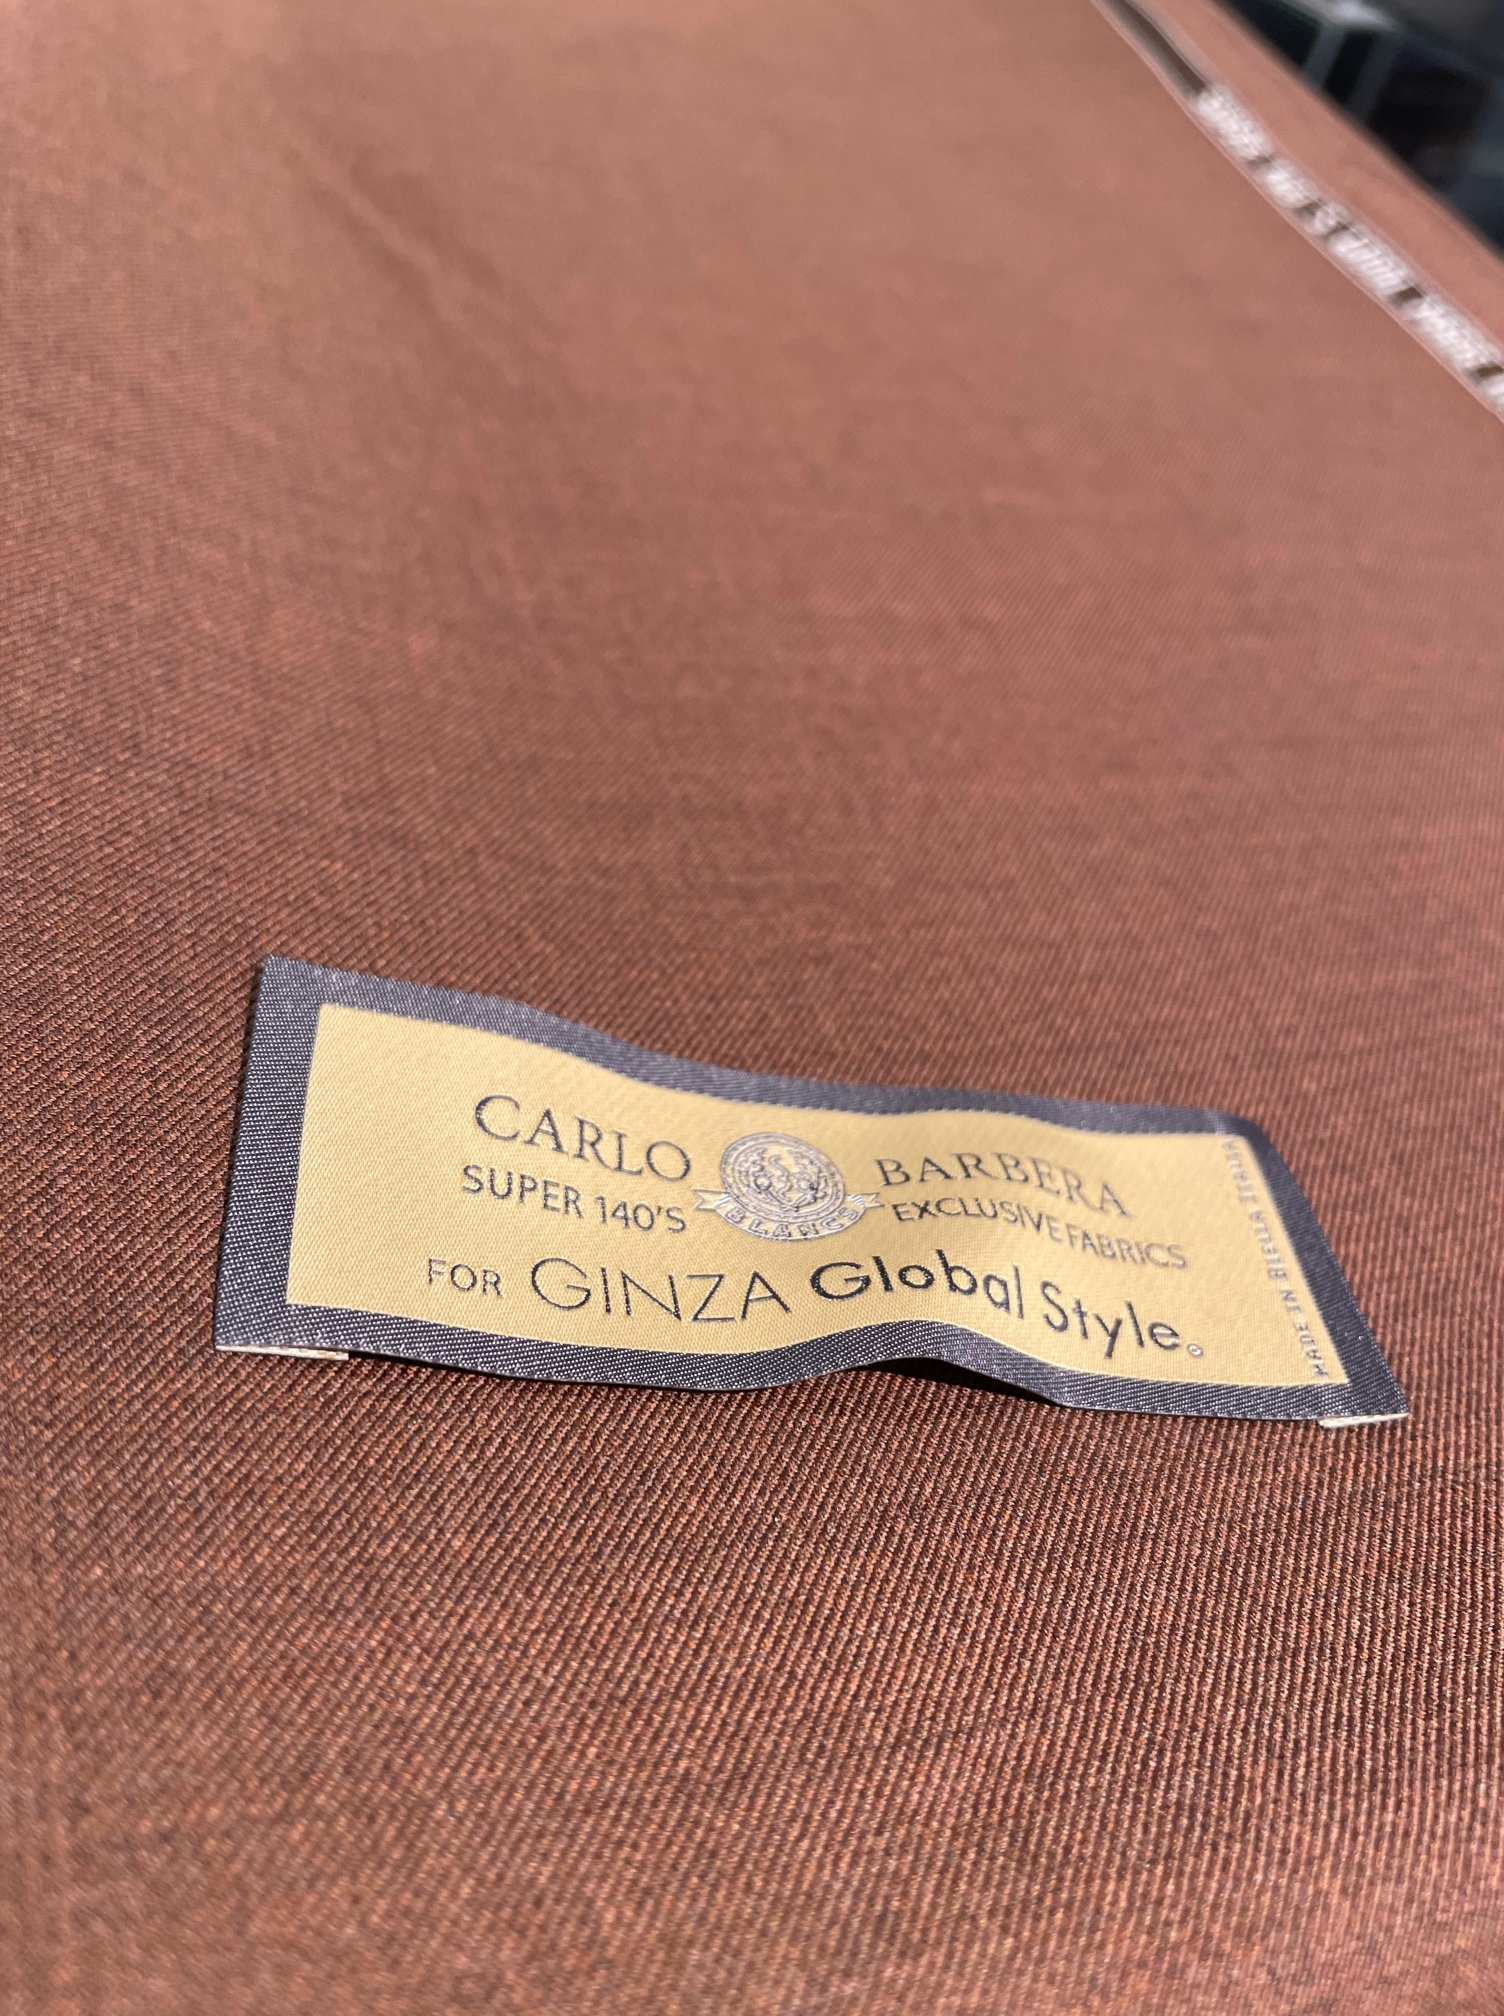 CARLO BARBERA
SUPER 140'S EXCLUSIVE FABRICS
BLANCS
FOR GINZA Global Style.
MADE IN BIELLA ITALIA